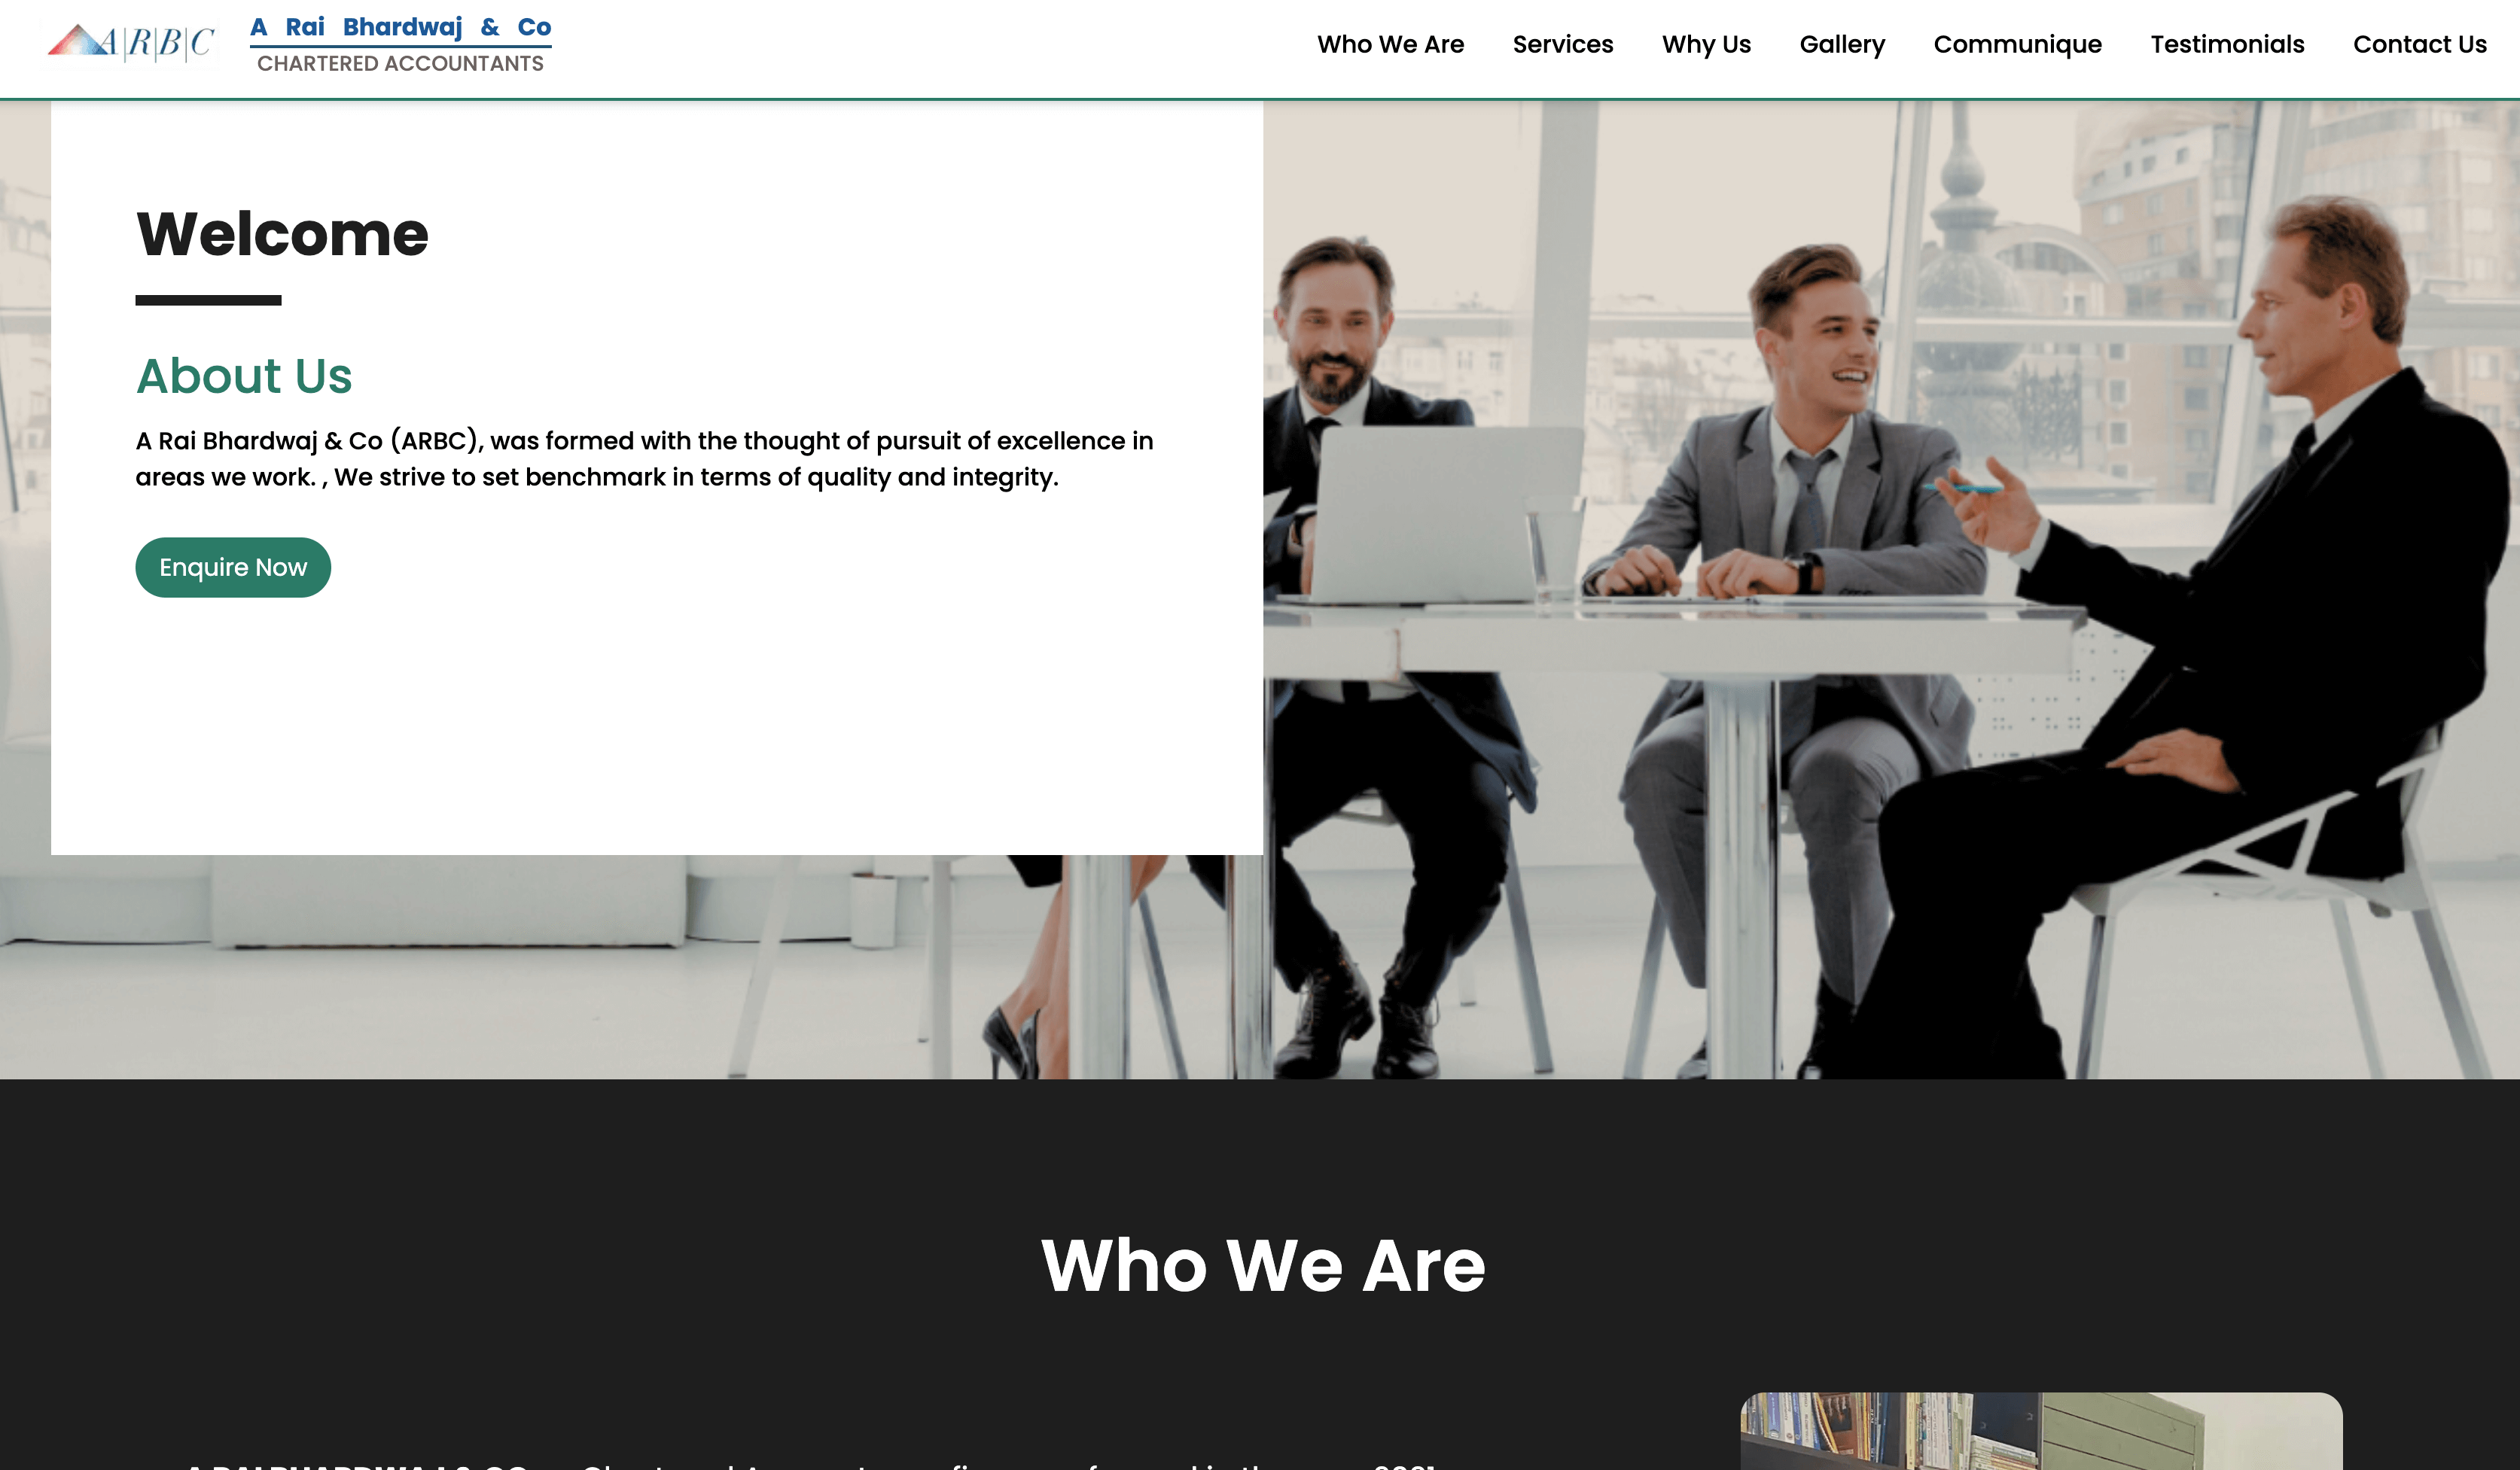 A|R|B|C
A Rai Bhardwaj & Co
CHARTERED ACCOUNTANTS
Who We Are
Services
Why Us
Gallery
Communique
Testimonials
Contact Us
Welcome
About Us
A Rai Bhardwaj & Co (ARBC), was formed with the thought of pursuit of excellence in
areas we work. , We strive to set benchmark in terms of quality and integrity.
Enquire Now
Who We Are